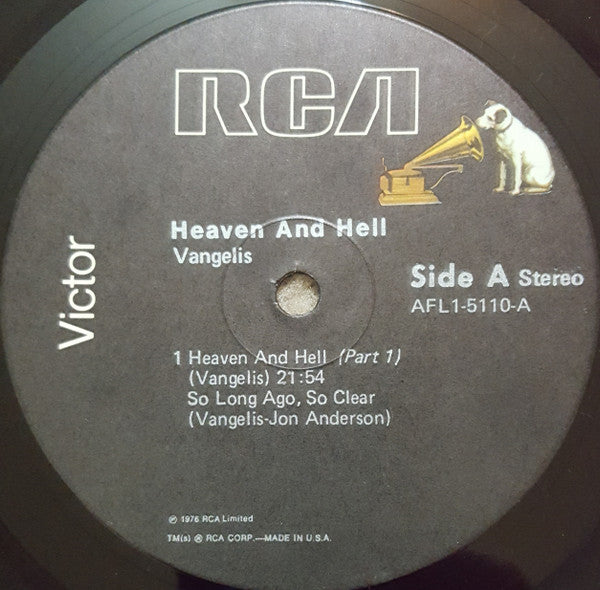 RCA
Victor
Heaven And Hell
Vangelis
Side A Stereo
AFL1-5110-A
1 Heaven And Hell (Part 1)
(Vangelis) 21:54
So Long Ago, So Clear
(Vangelis-Jon Anderson)
℗ 1976 RCA Limited
TM(s) ® RCA CORP.—MADE IN U.S.A.